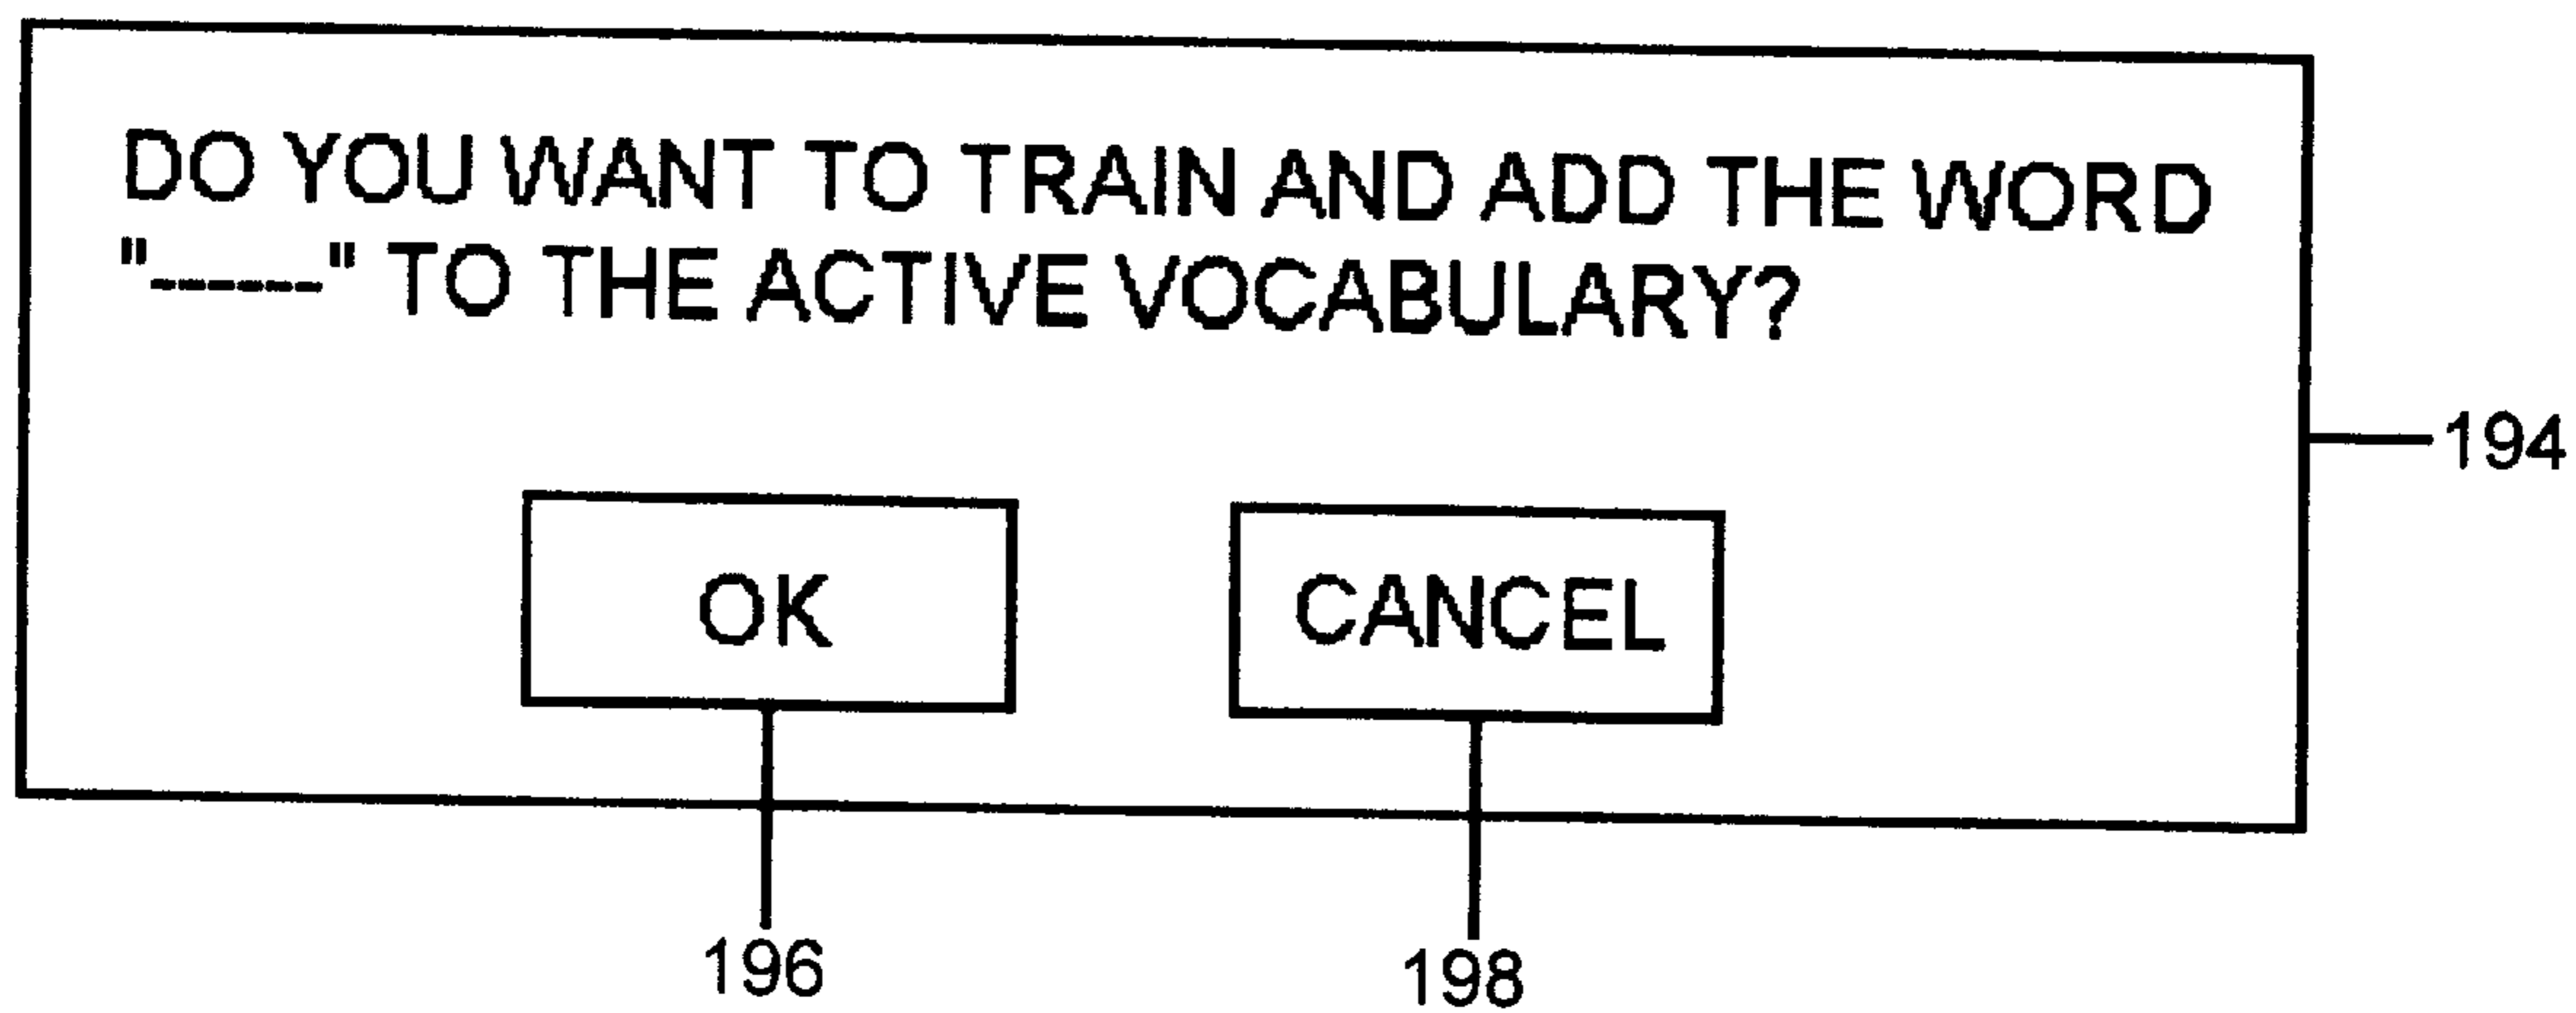 DO YOU WANT TO TRAIN AND ADD THE WORD
"------" TO THE ACTIVE VOCABULARY?
194
OK
CANCEL
196
198